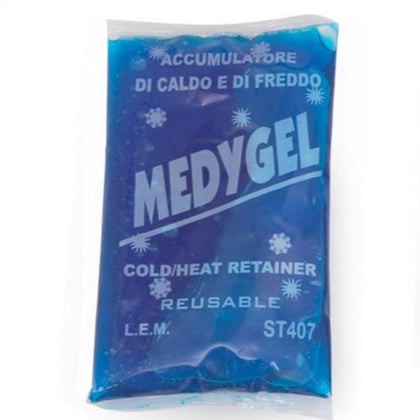 ACCUMULATORE
DI CALDO E DI FREDDO
MEDYGEL
COLD/HEAT RETAINER
REUSABLE
L.E.M. ST407